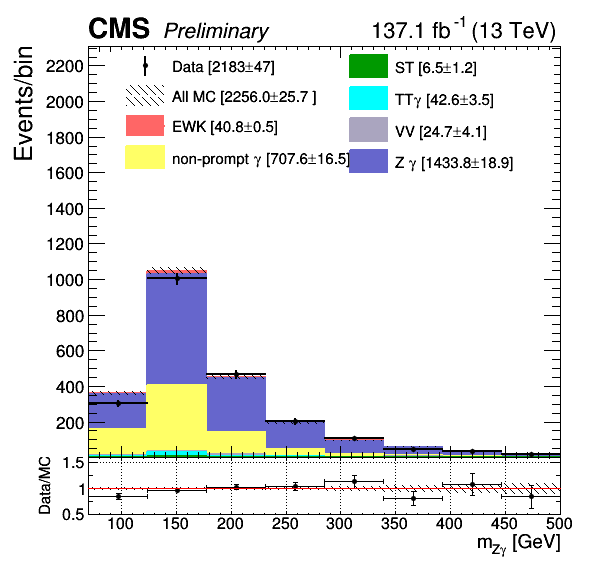 CMS Preliminary 137.1 fb⁻¹ (13 TeV)
Events/bin
Data [2183±47]
All MC [2256.0±25.7 ]
EWK [40.8±0.5]
non-prompt γ [707.6±16.5]
ST [6.5±1.2]
TTγ [42.6±3.5]
VV [24.7±4.1]
Z γ [1433.8±18.9]
2200
2000
1800
1600
1400
1200
1000
800
600
400
200
Data/MC
1.5
1
0.5
100 150 200 250 300 350 400 450 500
m_Zγ [GeV]